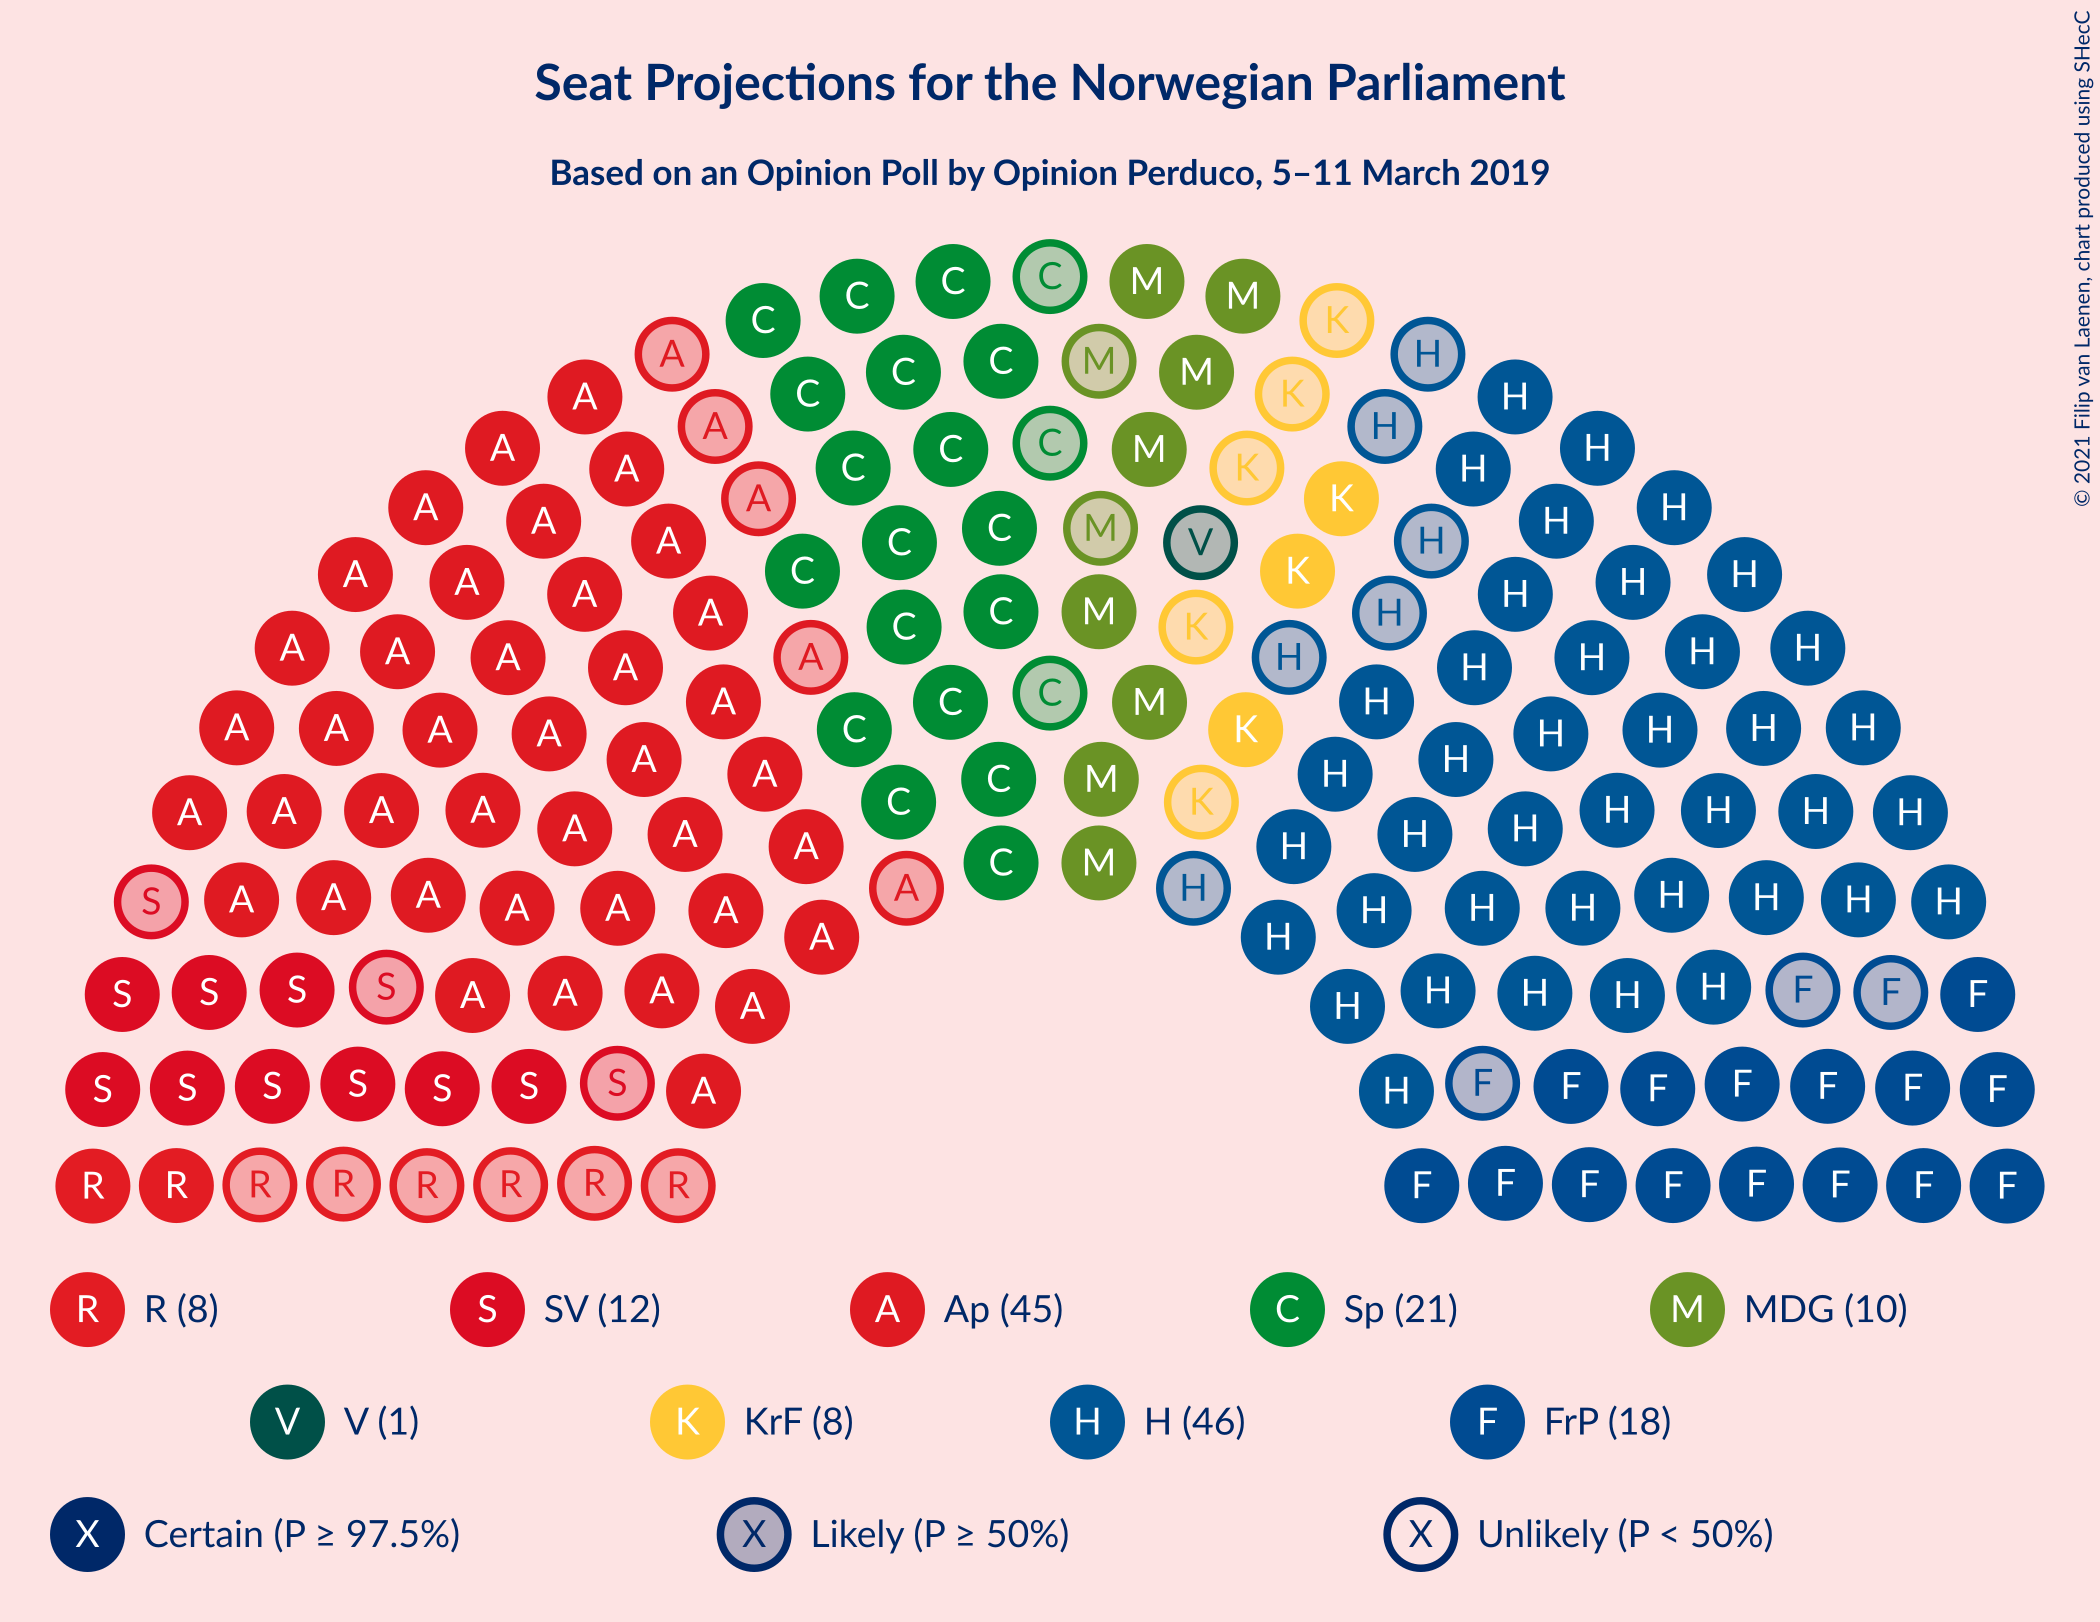 Seat Projections for the Norwegian Parliament
Based on an Opinion Poll by Opinion Perduco, 5–11 March 2019
© 2021 Filip van Laenen, chart produced using SHecC
C C C M M
C K
A C C M M H
A C K H
A A C C M H H
A C K H
A A K H
A A C C M V H H
A A A C K H H H
A C C M K H
A A A A A H H H H H
A C C M H
A A A A C K H H H H
A A C M H H
A A A A A A A C K H H H H H H H
C M
S A A A A A A A H H H H H H H H
A H
S S S S A A A A H H H H H F F F
S S S S S S S A H F F F F F F F
R R R R R R R R F F F F F F F F
R R (8) S SV (12) A Ap (45) C Sp (21) M MDG (10)
V V (1) K KrF (8) H H (46) F FrP (18)
X Certain (P ≥ 97.5%) X Likely (P ≥ 50%) X Unlikely (P < 50%)